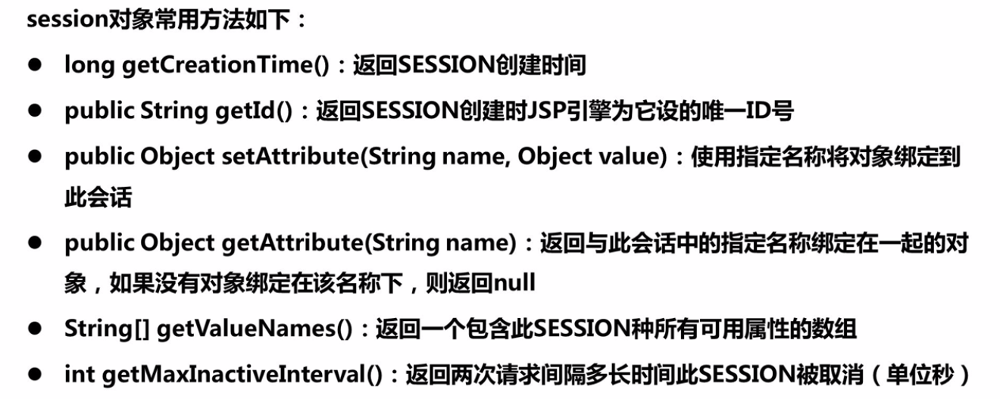 session对象常用方法如下：
● long getCreationTime()：返回SESSION创建时间
● public String getId()：返回SESSION创建时JSP引擎为它设的唯一ID号
● public Object setAttribute(String name, Object value)：使用指定名称将对象绑定到
此会话
● public Object getAttribute(String name)：返回与此会话中的指定名称绑定在一起的对
象，如果没有对象绑定在该名称下，则返回null
● String[] getValueNames()：返回一个包含此SESSION种所有可用属性的数组
● int getMaxInactiveInterval()：返回两次请求间隔多长时间此SESSION被取消（单位秒）